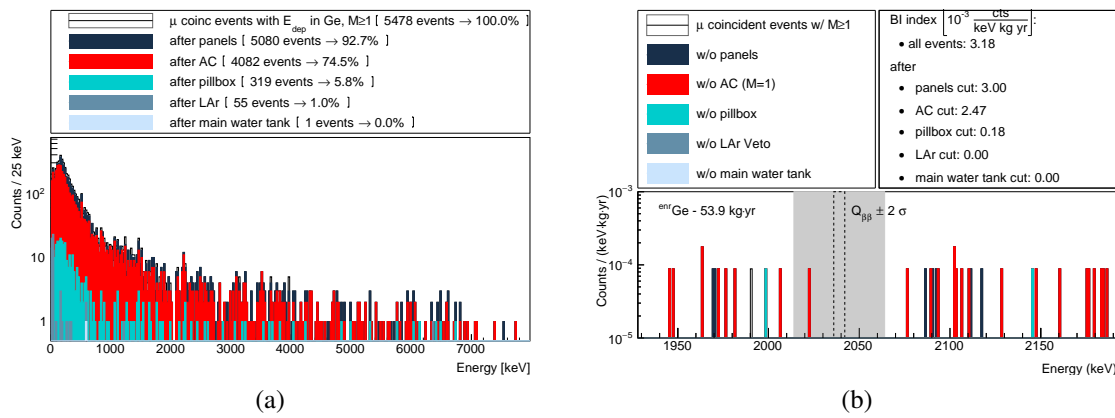 μ coinc events with E_dep in Ge, M≥1 [ 5478 events → 100.0% ]
after panels [ 5080 events → 92.7% ]
after AC [ 4082 events → 74.5% ]
after pillbox [ 319 events → 5.8% ]
after LAr [ 55 events → 1.0% ]
after main water tank [ 1 events → 0.0% ]
Counts / 25 keV
10²
10
1
0 1000 2000 3000 4000 5000 6000 7000
Energy [keV]
(a)
μ coincident events w/ M≥1
w/o panels
w/o AC (M=1)
w/o pillbox
w/o LAr Veto
w/o main water tank
BI index [10⁻³ cts / keV kg yr]:
• all events: 3.18
after
• panels cut: 3.00
• AC cut: 2.47
• pillbox cut: 0.18
• LAr cut: 0.00
• main water tank cut: 0.00
Counts / (keV·kg·yr)
10⁻³
10⁻⁴
10⁻⁵
enrGe - 53.9 kg·yr
Q_ββ ± 2 σ
1950 2000 2050 2100 2150
Energy (keV)
(b)